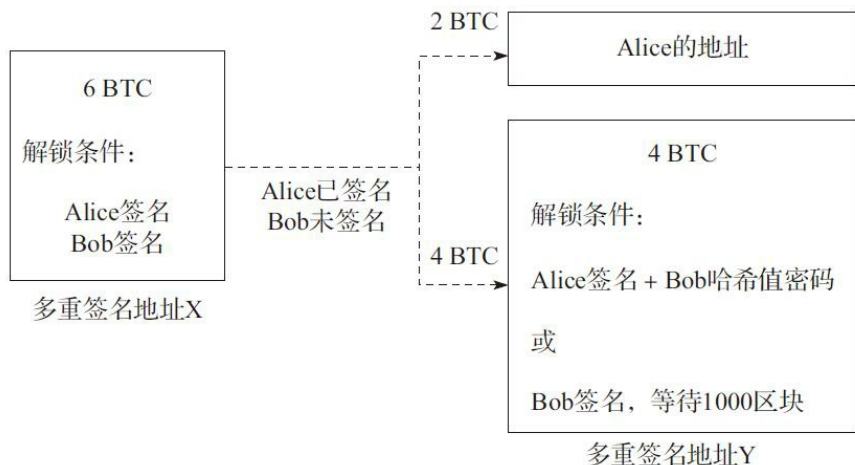 6 BTC
解锁条件：
Alice签名
Bob签名
多重签名地址X
Alice已签名
Bob未签名
2 BTC
Alice的地址
4 BTC
4 BTC
解锁条件：
Alice签名 + Bob哈希值密码
或
Bob签名，等待1000区块
多重签名地址Y